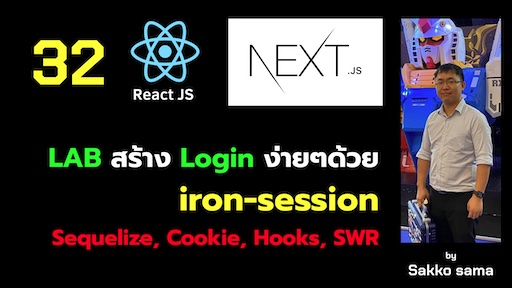 32
React JS
NEXT.JS
LAB สร้าง Login ง่ายๆด้วย
iron-session
Sequelize, Cookie, Hooks, SWR
by
Sakko sama